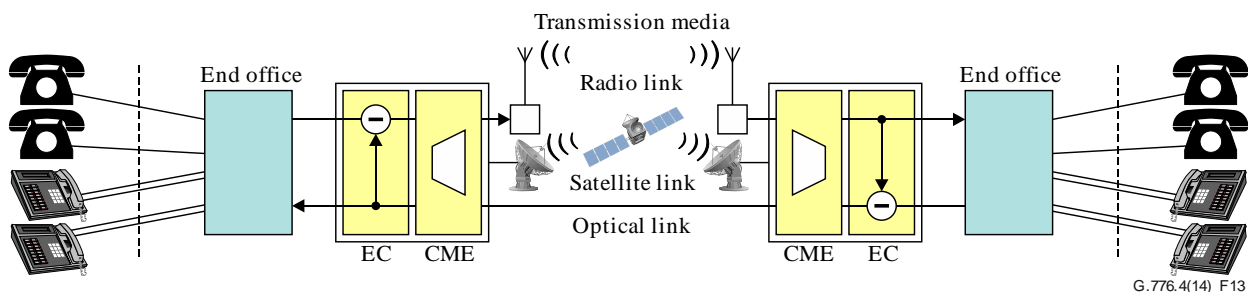 Transmission media
End office
Radio link
End office
Satellite link
Optical link
EC
CME
CME
EC
G.776.4(14)_F13